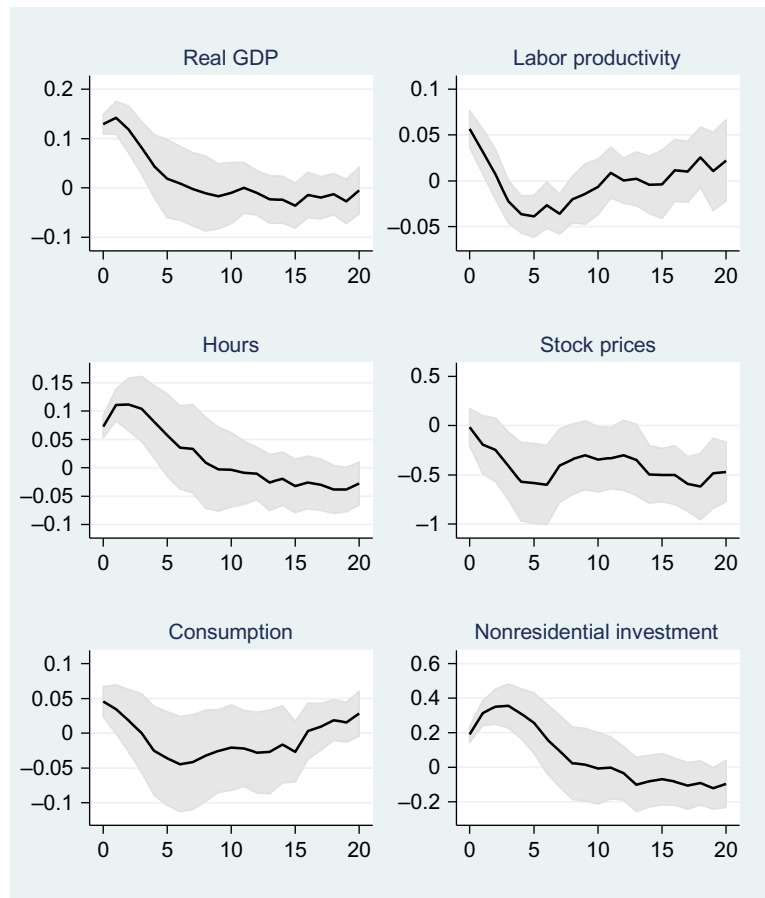 Real GDP
0.2
0.1
0
–0.1
0 5 10 15 20
Labor productivity
0.1
0.05
0
–0.05
0 5 10 15 20
Hours
0.15
0.1
0.05
0
–0.05
–0.1
0 5 10 15 20
Stock prices
0.5
0
–0.5
–1
0 5 10 15 20
Consumption
0.1
0.05
0
–0.05
–0.1
0 5 10 15 20
Nonresidential investment
0.6
0.4
0.2
0
–0.2
0 5 10 15 20